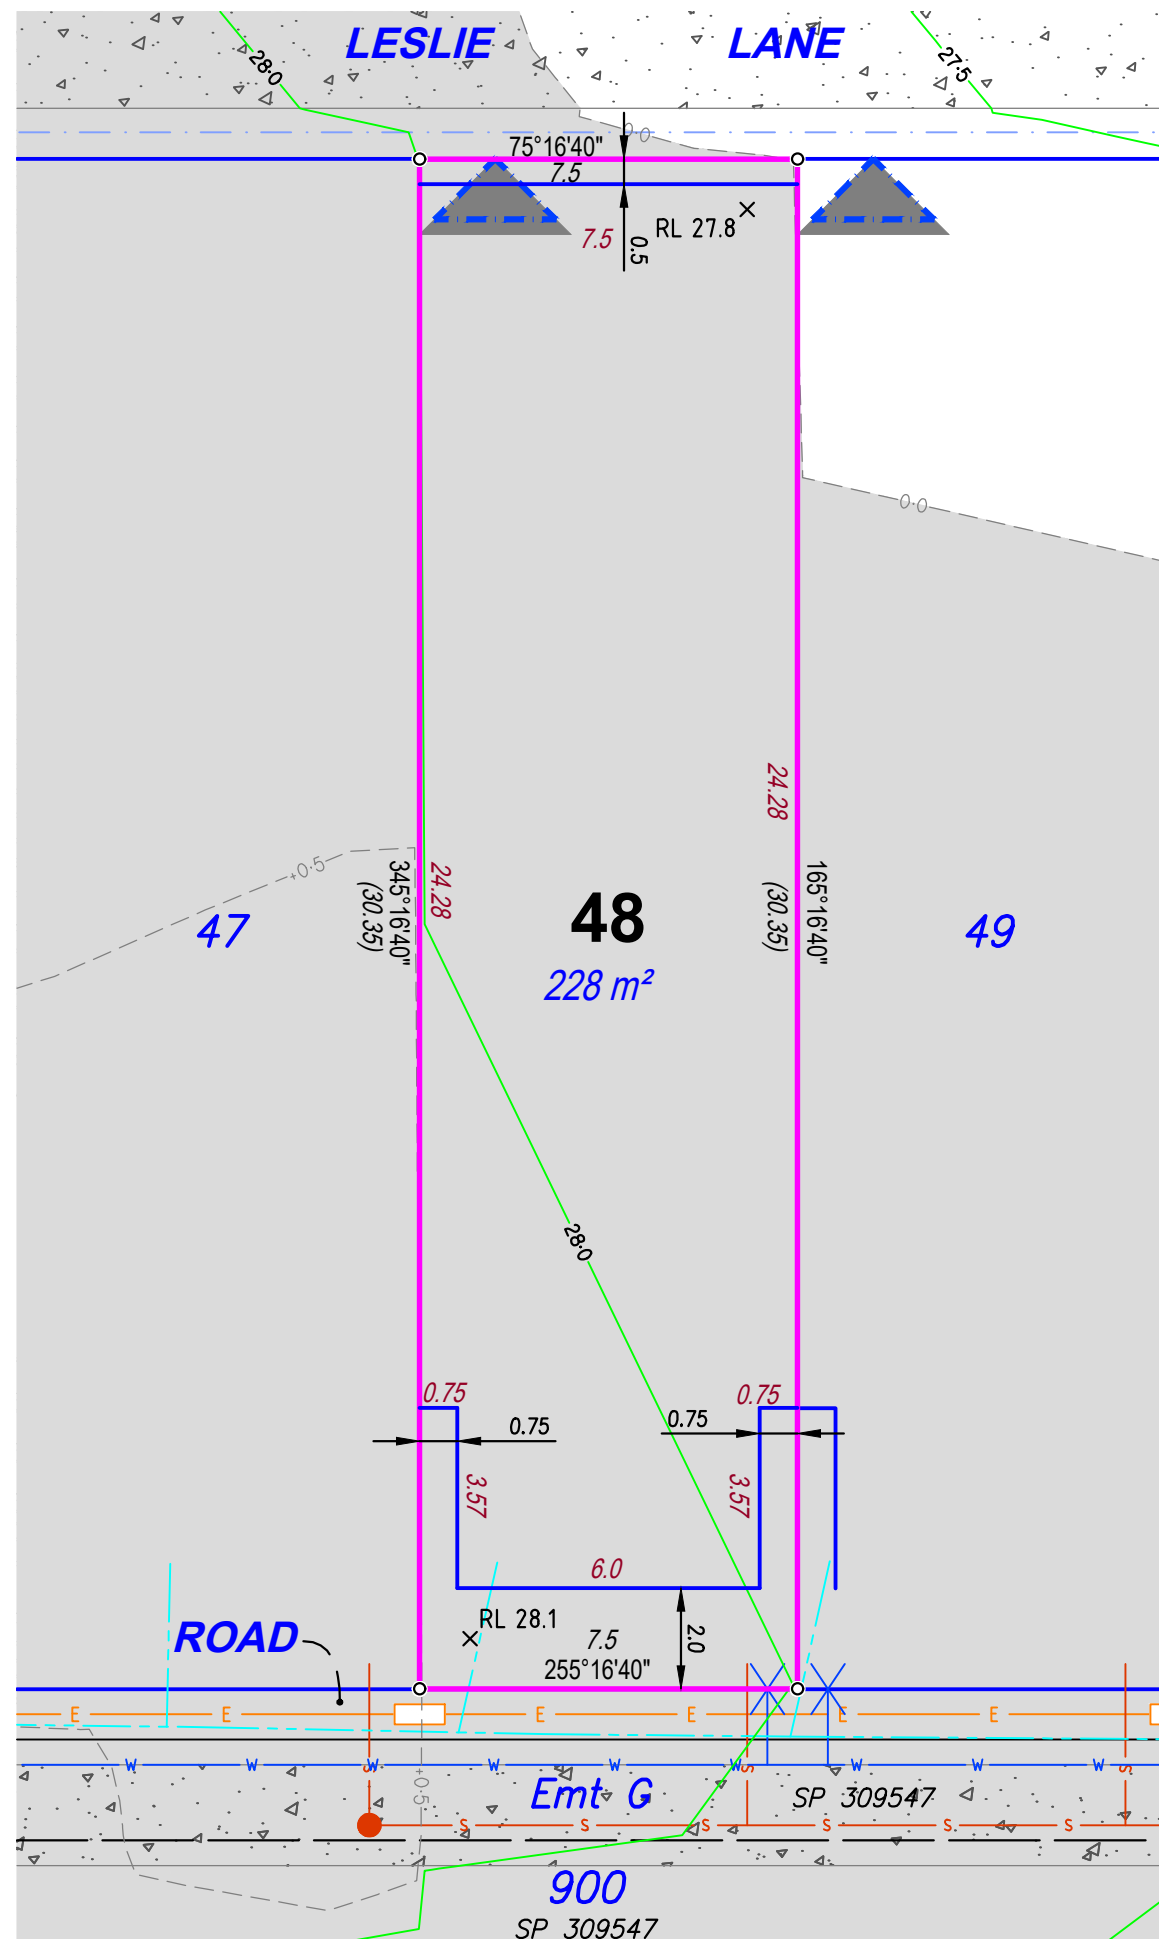 LESLIE LANE
28·0
27·5
0·0
75°16'40"
7.5
RL 27.8
7.5
0.5
0·0
24.28
+0·5
345°16'40"
(30.35)
24.28
165°16'40"
(30.35)
47
48
49
228 m²
28·0
0.75
0.75
0.75
0.75
3.57
3.57
6.0
RL 28.1
2.0
ROAD
7.5
255°16'40"
E E E E E E
W W W W W W W W W
S S S
+0·5
Emt G
SP 309547
S S S S S S
900
SP 309547